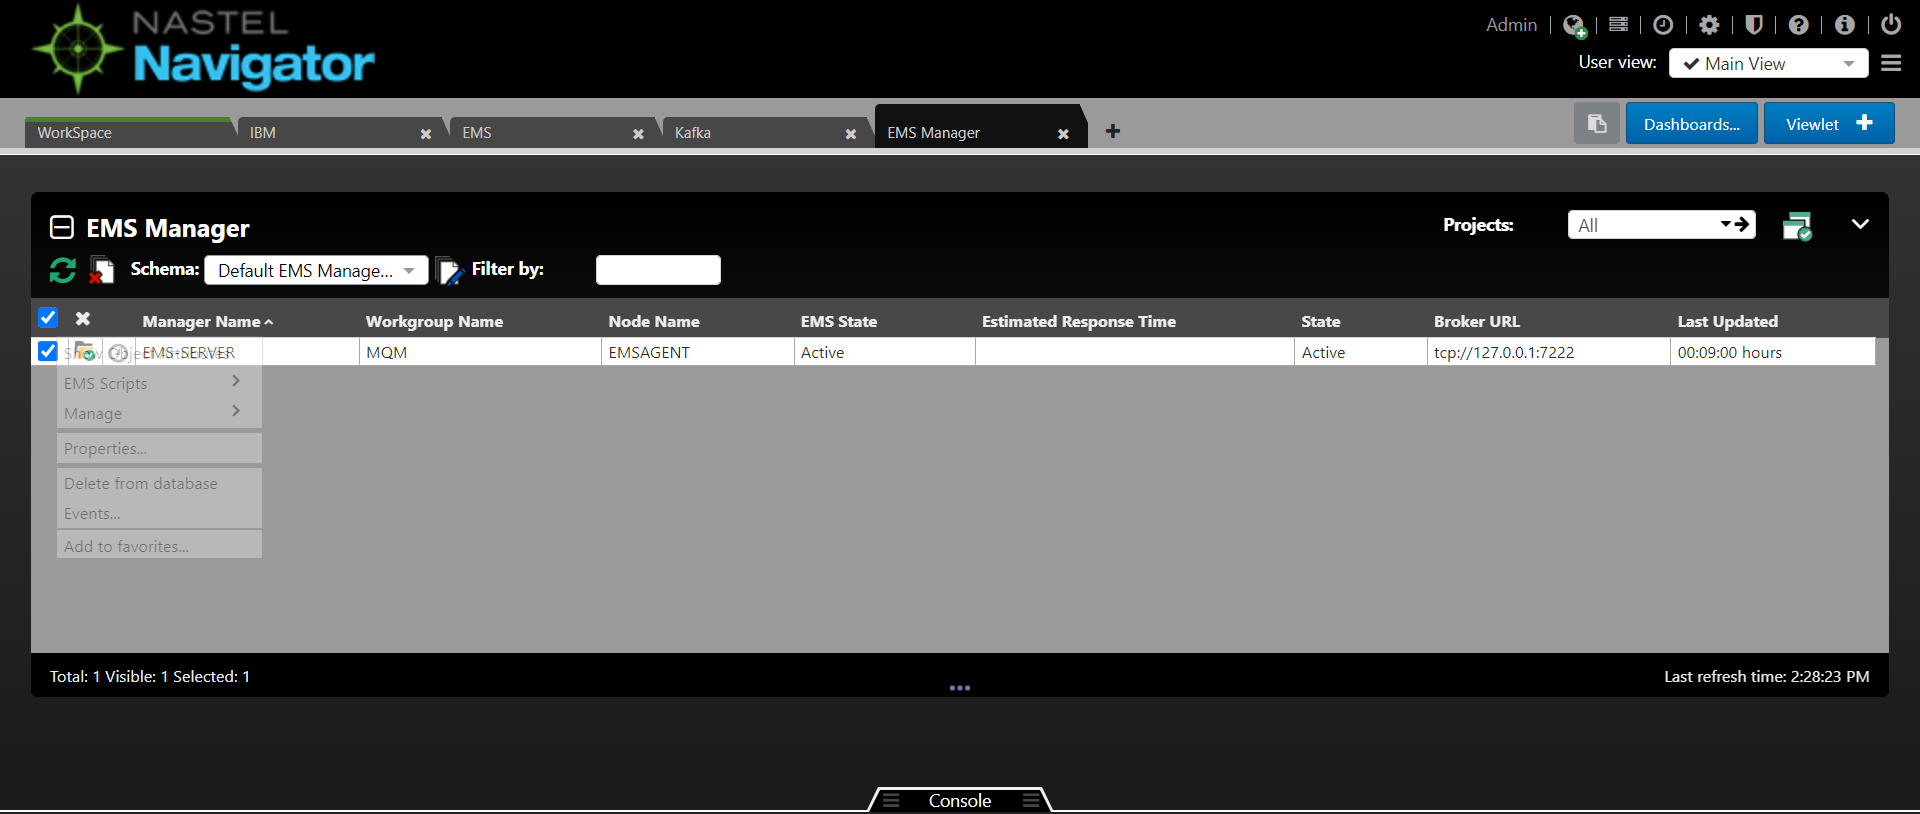 NASTEL
Navigator
Admin
User view: Main View
WorkSpace IBM EMS Kafka EMS Manager
Dashboards... Viewlet
EMS Manager
Projects: All
Schema: Default EMS Manage... Filter by:
Manager Name Workgroup Name Node Name EMS State Estimated Response Time State Broker URL Last Updated
EMS-SERVER MQM EMSAGENT Active Active tcp://127.0.0.1:7222 00:09:00 hours
Show Object Attributes
EMS Scripts
Manage
Properties...
Delete from database
Events...
Add to favorites...
Total: 1 Visible: 1 Selected: 1
Last refresh time: 2:28:23 PM
Console